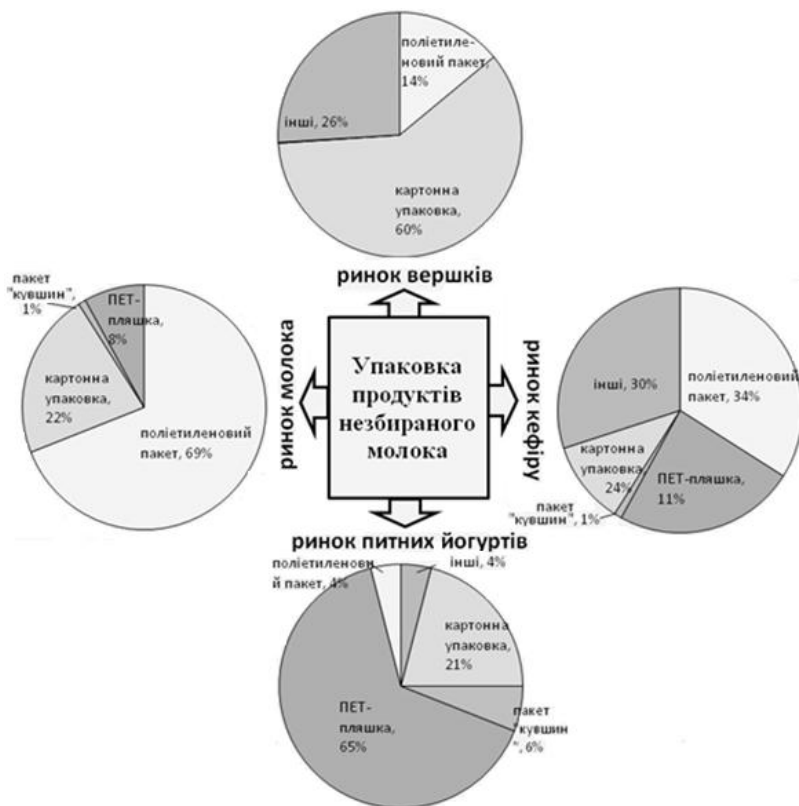 поліетиле-
новий пакет,
14%
інші, 26%
картонна
упаковка,
60%
ринок вершків
пакет
"кувшин",
1%
ПЕТ-
пляшка,
8%
картонна
упаковка,
22%
поліетиленовий
пакет, 69%
ринок молока
Упаковка
продуктів
незбираного
молока
ринок кефіру
інші, 30%
поліетиленовий
пакет, 34%
картонна
упаковка,
24%
ПЕТ-пляшка,
11%
пакет
"кувшин", 1%
ринок питних йогуртів
поліетиленови
й пакет, 4%
інші, 4%
картонна
упаковка,
21%
ПЕТ-
пляшка,
65%
пакет
"кувшин
", 6%